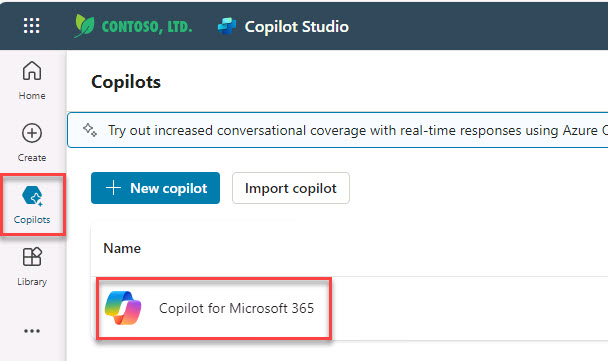 CONTOSO, LTD. Copilot Studio
Home
Create
Copilots
Library
Copilots
Try out increased conversational coverage with real-time responses using Azure
New copilot Import copilot
Name
Copilot for Microsoft 365